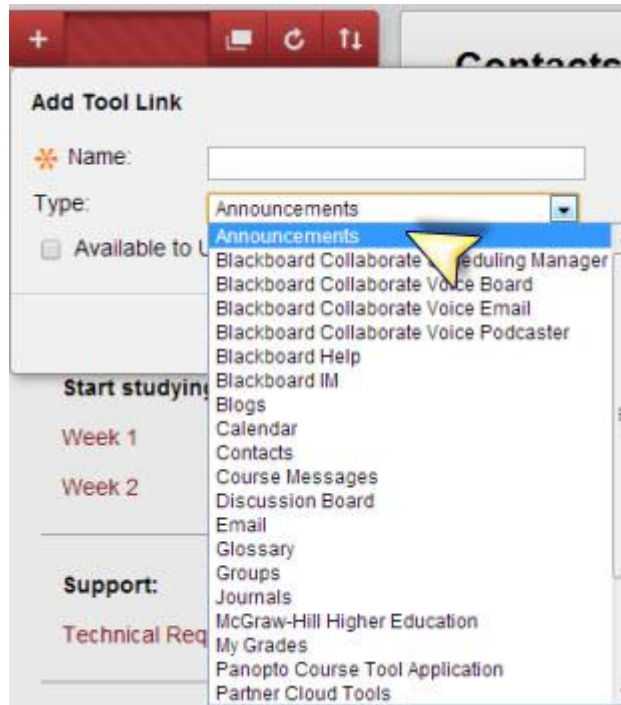 Contacts
Add Tool Link
Name:
Type:
Announcements
Available to U
Announcements
Blackboard Collaborate Scheduling Manager
Blackboard Collaborate Voice Board
Blackboard Collaborate Voice Email
Blackboard Collaborate Voice Podcaster
Blackboard Help
Blackboard IM
Blogs
Calendar
Contacts
Course Messages
Discussion Board
Email
Glossary
Groups
Journals
McGraw-Hill Higher Education
My Grades
Panopto Course Tool Application
Partner Cloud Tools
Start studying
Week 1
Week 2
Support:
Technical Req